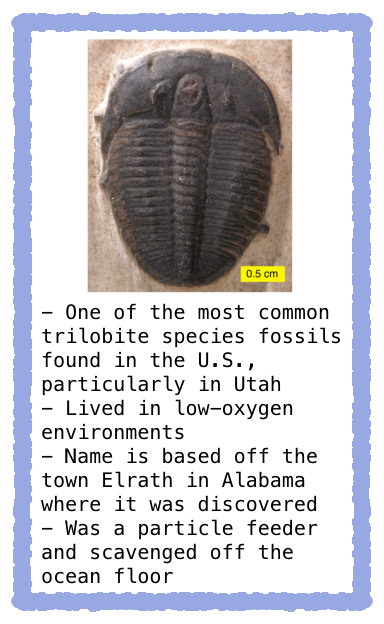 0.5 cm
– One of the most common
trilobite species fossils
found in the U.S.,
particularly in Utah
– Lived in low-oxygen
environments
– Name is based off the
town Elrath in Alabama
where it was discovered
– Was a particle feeder
and scavenged off the
ocean floor